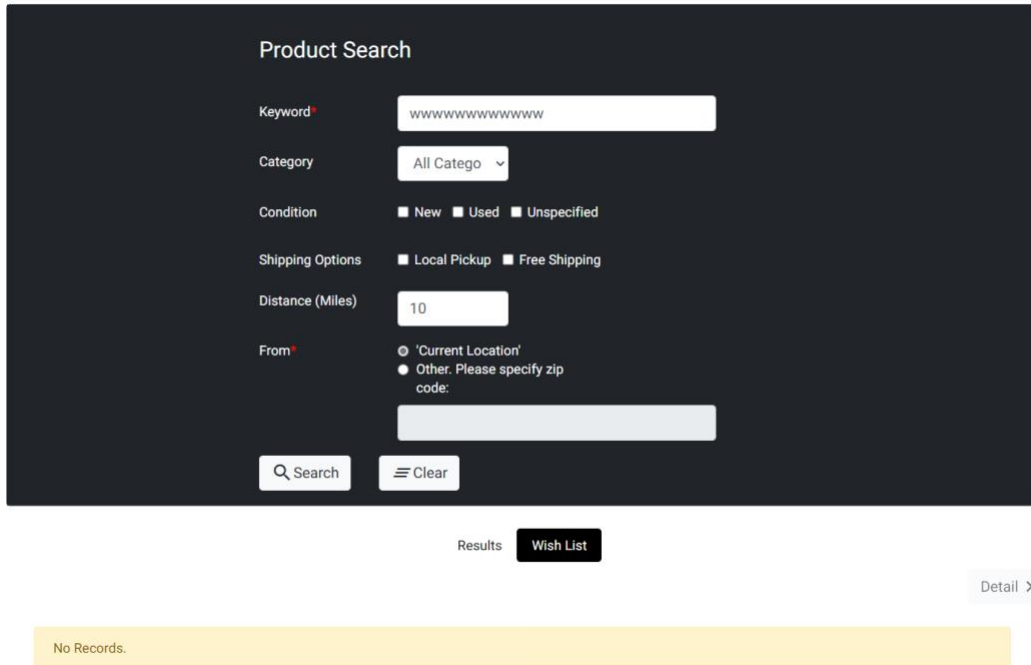 Product Search
Keyword* wwwwwwwwwwww
Category All Catego
Condition New Used Unspecified
Shipping Options Local Pickup Free Shipping
Distance (Miles) 10
From* 'Current Location'
Other. Please specify zip
code:
Search Clear
Results Wish List
Detail
No Records.